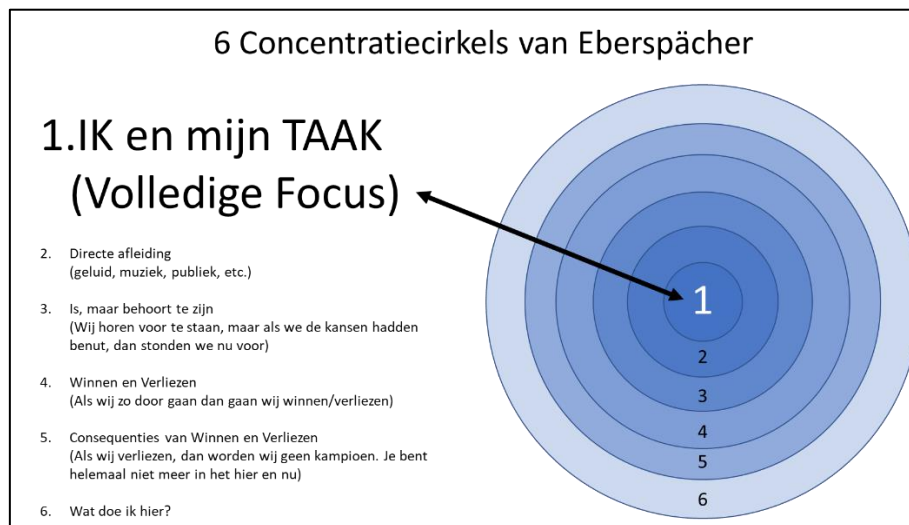 6 Concentratiecirkels van Eberspächer
1.IK en mijn TAAK
(Volledige Focus)
2. Directe afleiding
(geluid, muziek, publiek, etc.)
3. Is, maar behoort te zijn
(Wij horen voor te staan, maar als we de kansen hadden
benut, dan stonden we nu voor)
4. Winnen en Verliezen
(Als wij zo door gaan dan gaan wij winnen/verliezen)
5. Consequenties van Winnen en Verliezen
(Als wij verliezen, dan worden wij geen kampioen. Je bent
helemaal niet meer in het hier en nu)
6. Wat doe ik hier?
1
2
3
4
5
6